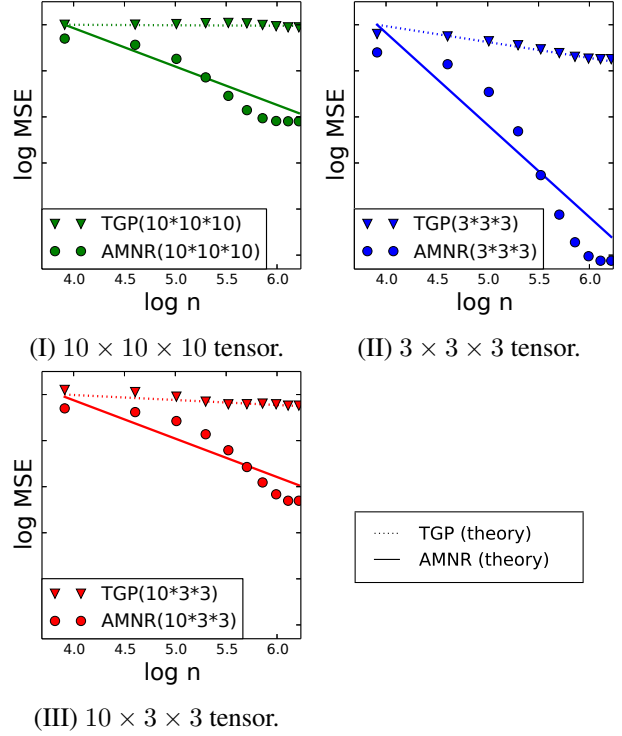 log MSE
TGP(10*10*10)
AMNR(10*10*10)
4.0 4.5 5.0 5.5 6.0
log n
(I) 10 × 10 × 10 tensor.
log MSE
TGP(3*3*3)
AMNR(3*3*3)
4.0 4.5 5.0 5.5 6.0
log n
(II) 3 × 3 × 3 tensor.
log MSE
TGP(10*3*3)
AMNR(10*3*3)
4.0 4.5 5.0 5.5 6.0
log n
(III) 10 × 3 × 3 tensor.
TGP (theory)
AMNR (theory)